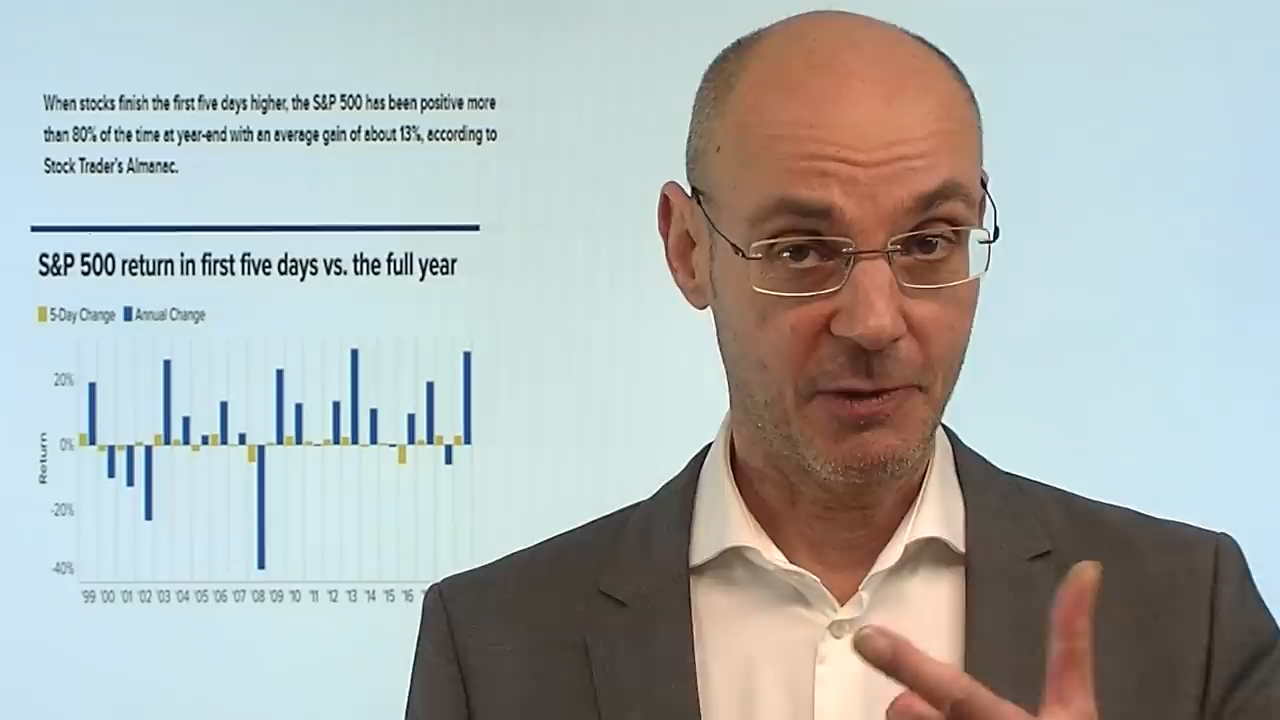 When stocks finish the first five days higher, the S&P 500 has been positive more
than 80% of the time at year-end with an average gain of about 13%, according to
Stock Trader's Almanac.
S&P 500 return in first five days vs. the full year
5-Day Change Annual Change
20%
0%
-20%
-40%
Return
'99 '00 '01 '02 '03 '04 '05 '06 '07 '08 '09 '10 '11 '12 '13 '14 '15 '16